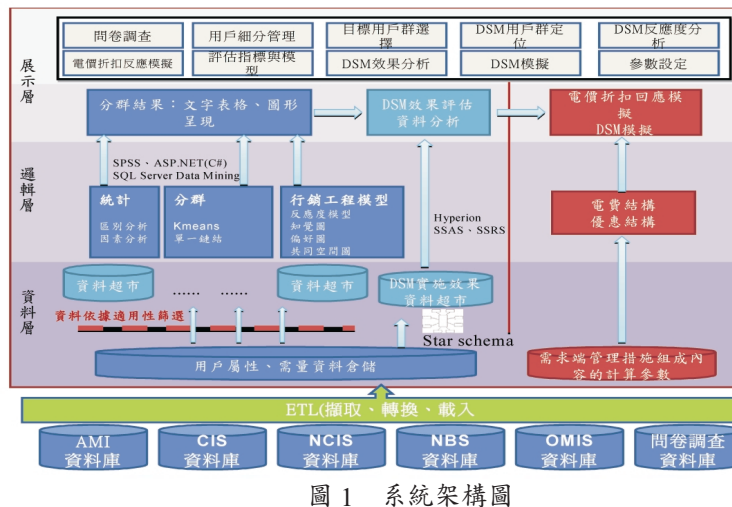 問卷調查
用戶細分管理
目標用戶群選
擇
DSM用戶群定
位
DSM反應度分
析
電價折扣反應模擬
評估指標與模
型
DSM效果分析
DSM模擬
參數設定
展示層
分群結果：文字表格、圖形
呈現
DSM效果評估
資料分析
電價折扣回應模
擬
DSM模擬
SPSS、ASP.NET(C#)
SQL Server Data Mining
邏輯層
統計
區別分析
因素分析
分群
Kmeans
單一鏈結
行銷工程模型
反應度模型
知覺圖
偏好圖
共同空間圖
Hyperion
SSAS、SSRS
電費結構
優惠結構
資料層
資料超市
......
......
資料超市
DSM實施效果
資料超市
資料依據適用性篩選
Star schema
用戶屬性、需量資料倉儲
需求端管理措施組成內
容的計算參數
ETL(擷取、轉換、載入
AMI
資料庫
CIS
資料庫
NCIS
資料庫
NBS
資料庫
OMIS
資料庫
問卷調查
資料庫
圖 1 系統架構圖